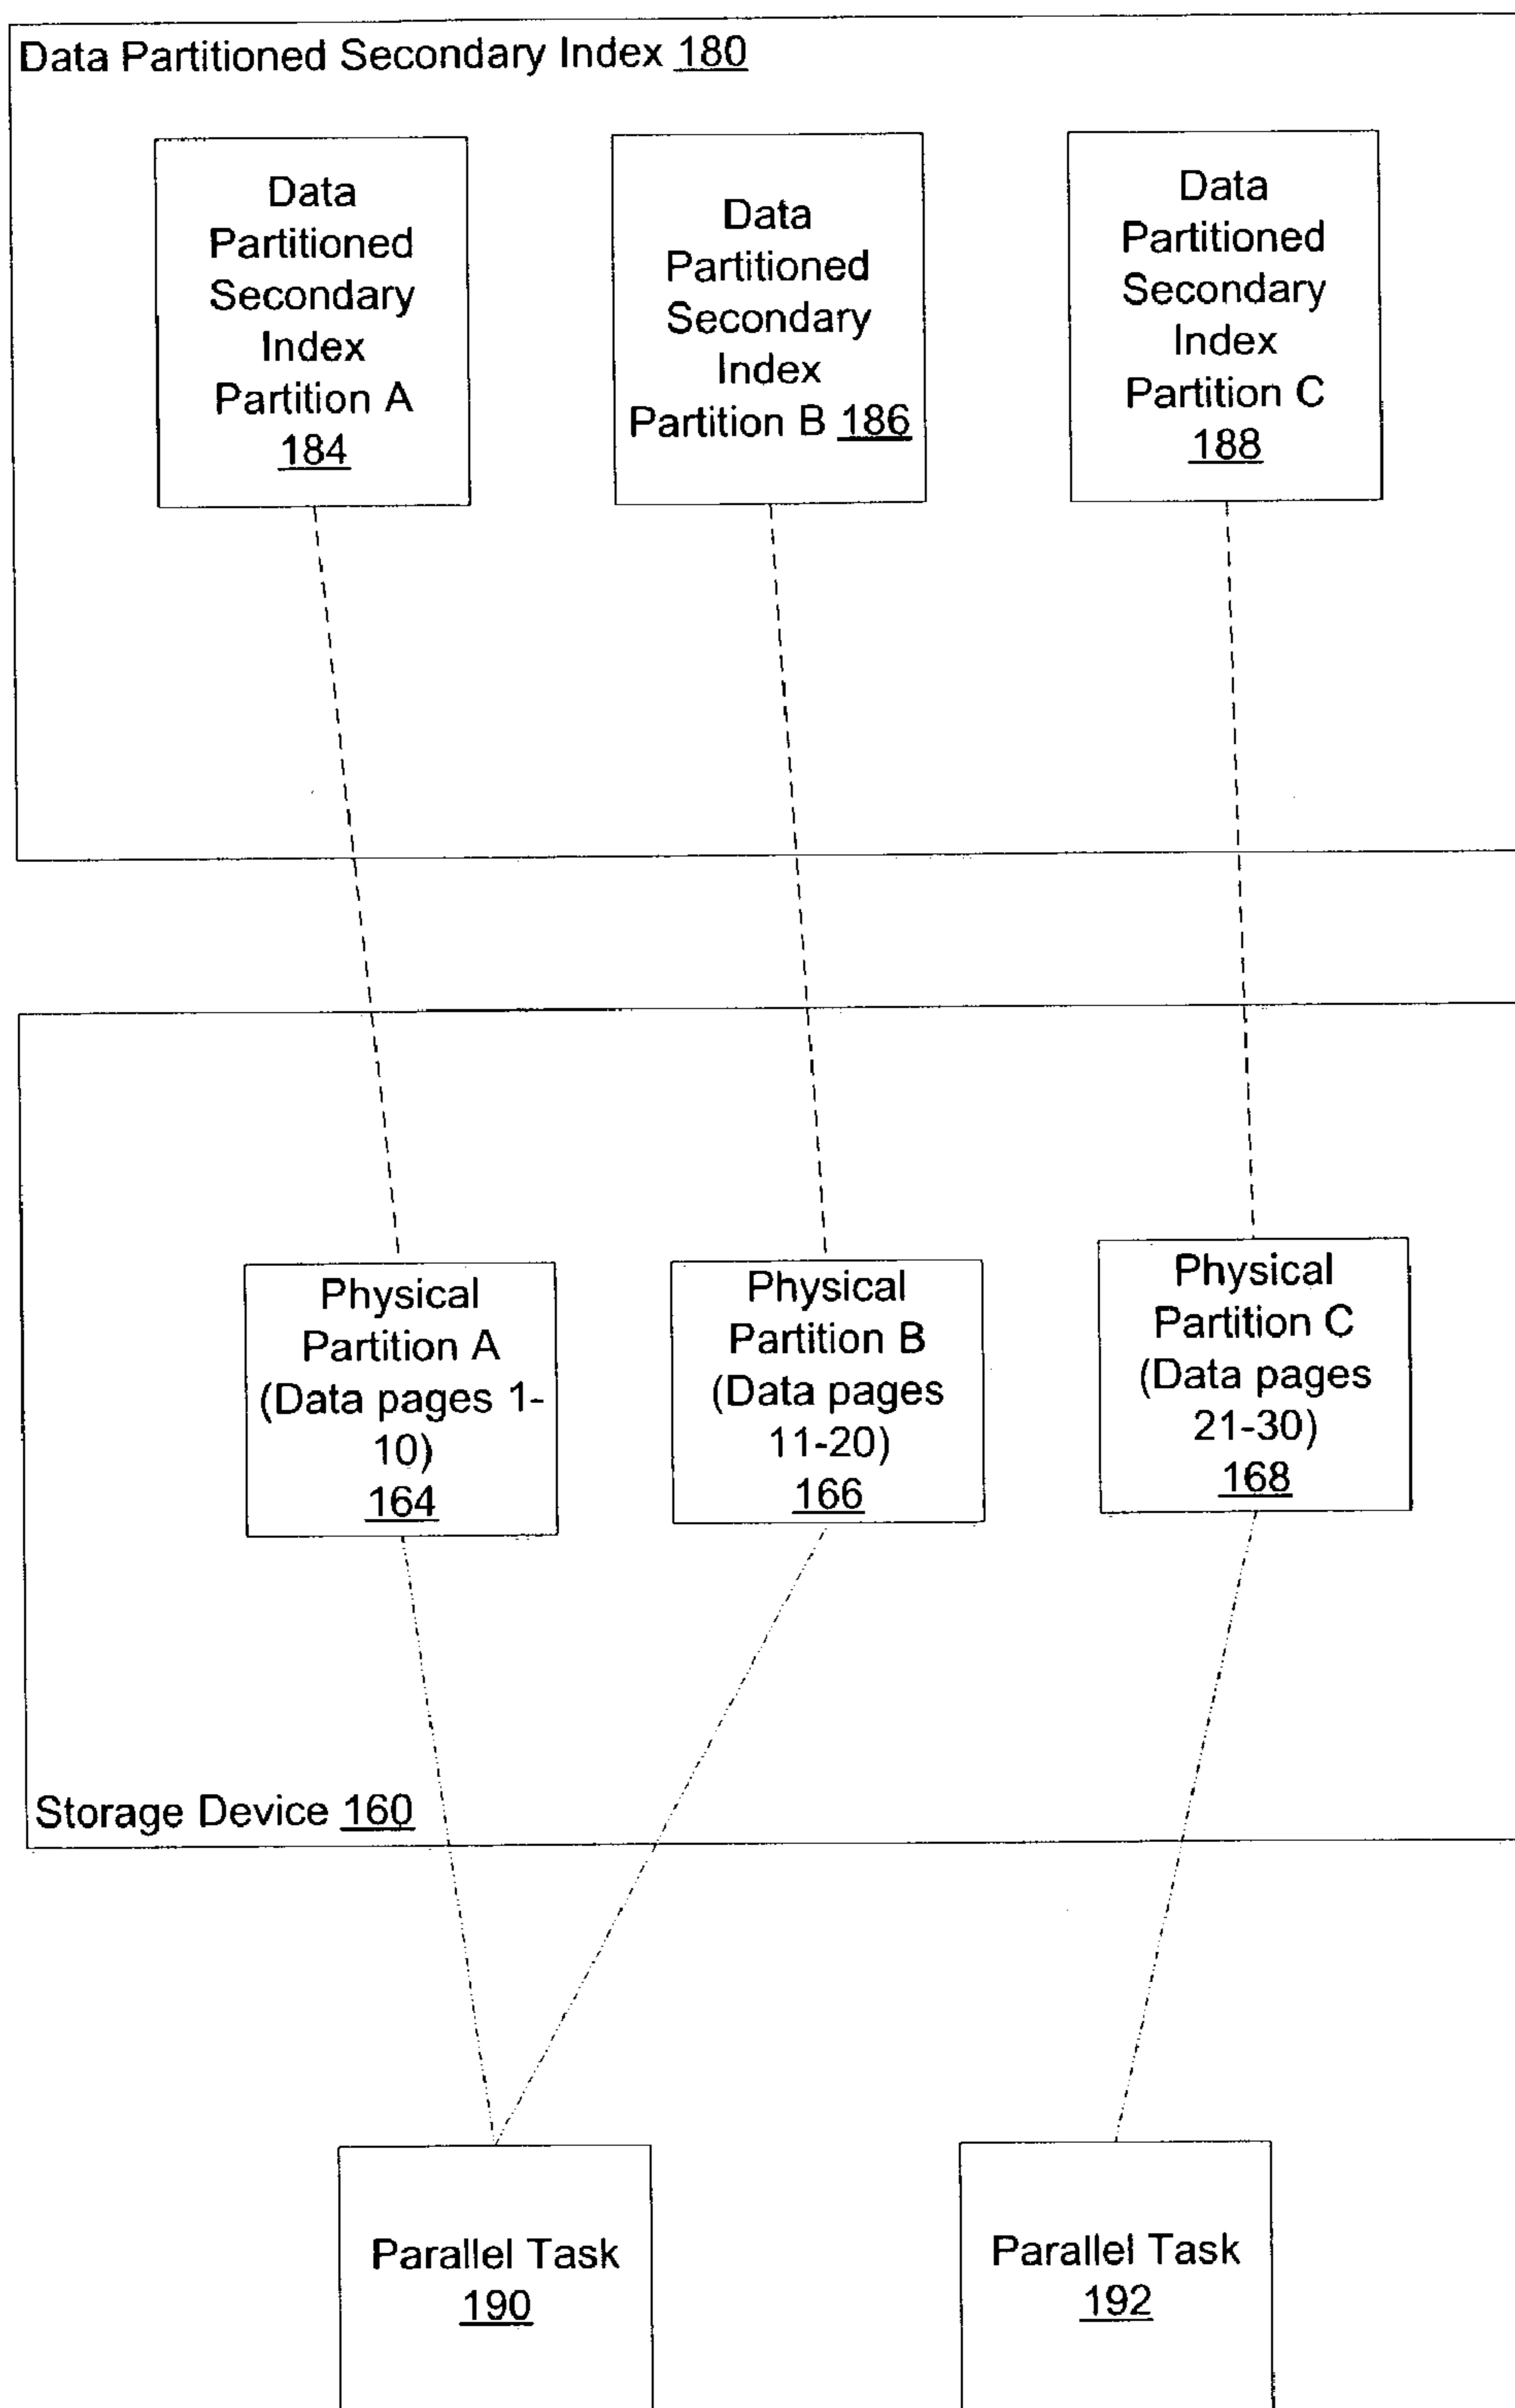 Data Partitioned Secondary Index 180
Data
Partitioned
Secondary
Index
Partition A
184
Data
Partitioned
Secondary
Index
Partition B 186
Data
Partitioned
Secondary
Index
Partition C
188
Physical
Partition A
(Data pages 1-
10)
164
Physical
Partition B
(Data pages
11-20)
166
Physical
Partition C
(Data pages
21-30)
168
Storage Device 160
Parallel Task
190
Parallel Task
192